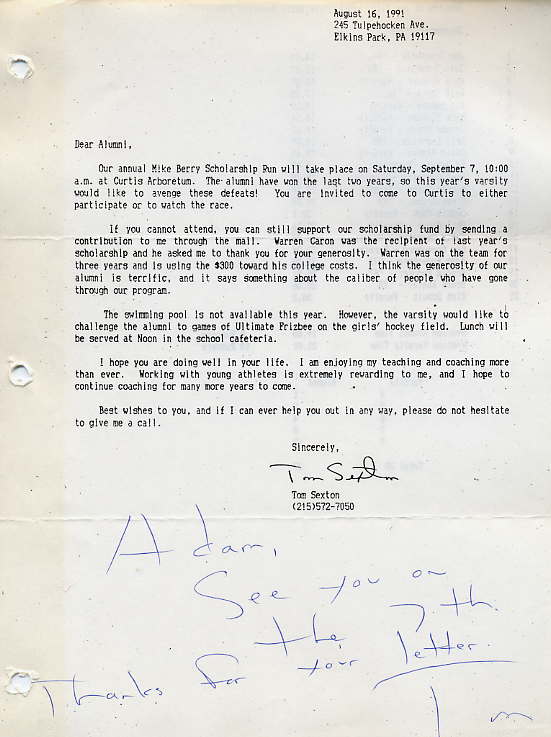 August 16, 1991
245 Tulpehocken Ave.
Elkins Park, PA 19117
Dear Alumni,
Our annual Mike Berry Scholarship Run will take place on Saturday, September 7, 10:00
a.m. at Curtis Arboretum. The alumni have won the last two years, so this year's varsity
would like to avenge these defeats! You are invited to come to Curtis to either
participate or to watch the race.
If you cannot attend, you can still support our scholarship fund by sending a
contribution to me through the mail. Warren Caron was the recipient of last year's
scholarship and he asked me to thank you for your generosity. Warren was on the team for
three years and is using the $300 toward his college costs. I think the generosity of our
alumni is terrific, and it says something about the caliber of people who have gone
through our program.
The swimming pool is not available this year. However, the varsity would like to
challenge the alumni to games of Ultimate Frizbee on the girls' hockey field. Lunch will
be served at Noon in the school cafeteria.
I hope you are doing well in your life. I am enjoying my teaching and coaching more
than ever. Working with young athletes is extremely rewarding to me, and I hope to
continue coaching for many more years to come.
Best wishes to you, and if I can ever help you out in any way, please do not hesitate
to give me a call.
Sincerely,
Tom Sexton
Tom Sexton
(215)572-7050
Adam,
See you on
the 7th.
Thanks for your letter.
Tom